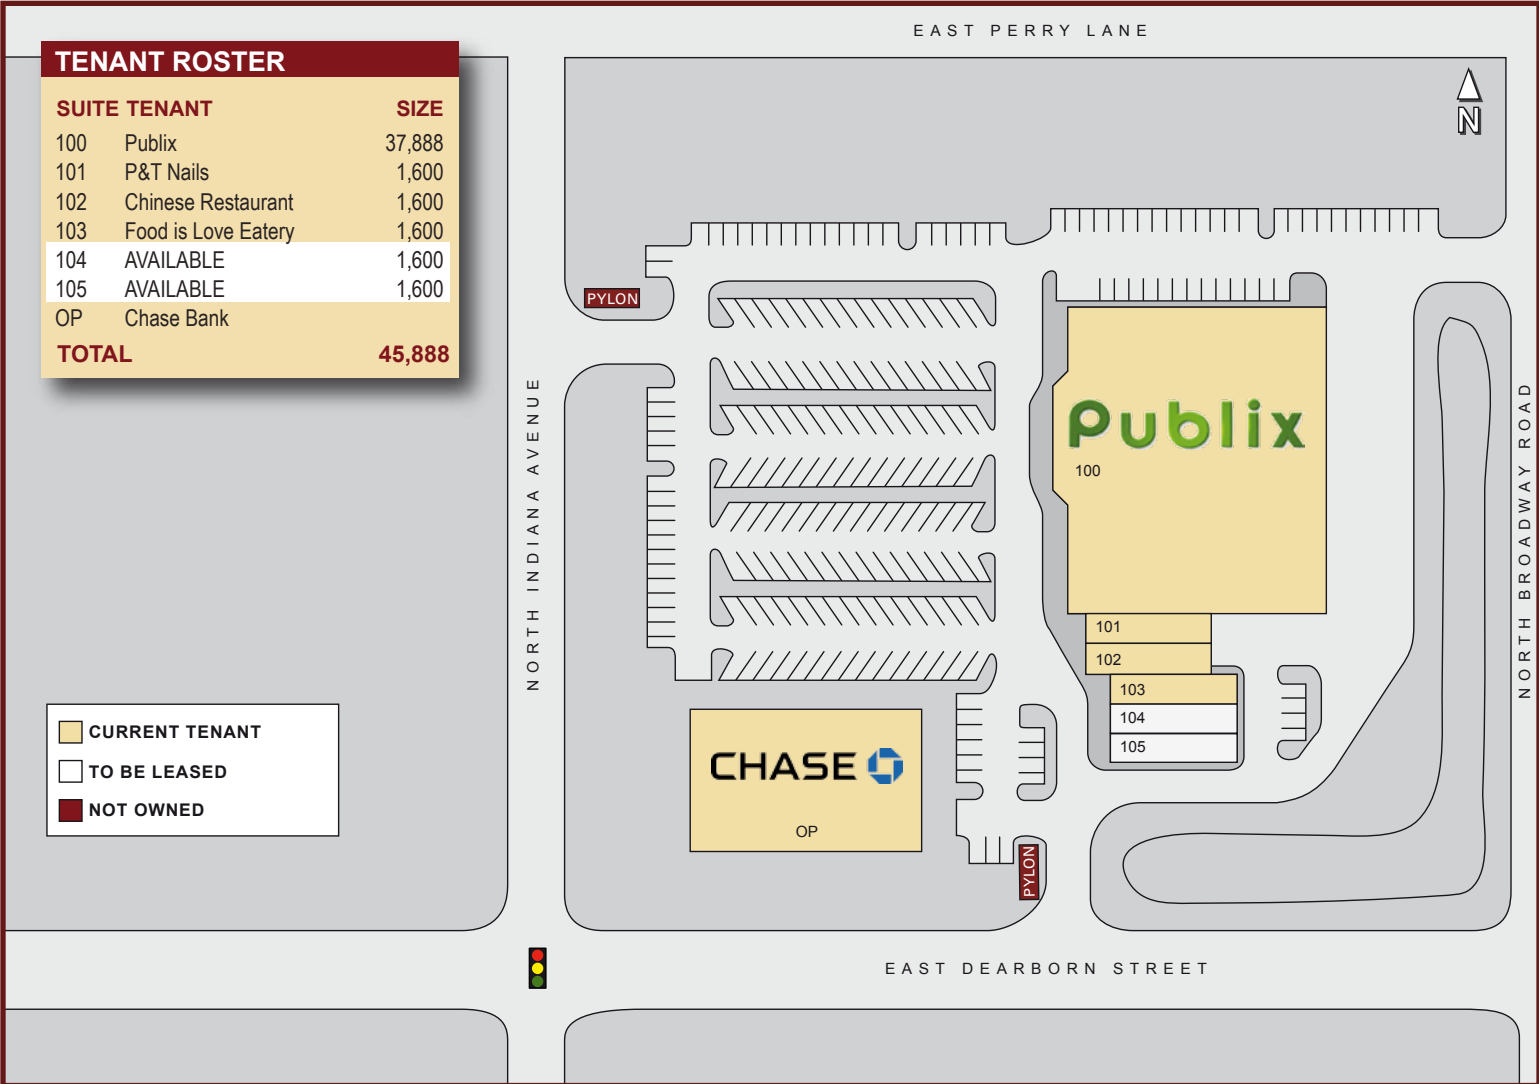 EAST PERRY LANE
TENANT ROSTER
SUITE TENANT SIZE
100 Publix 37,888
101 P&T Nails 1,600
102 Chinese Restaurant 1,600
103 Food is Love Eatery 1,600
104 AVAILABLE 1,600
105 AVAILABLE 1,600
OP Chase Bank
TOTAL 45,888
N
PYLON
NORTH INDIANA AVENUE
Publix
100
NORTH BROADWAY ROAD
101
102
103
104
105
CURRENT TENANT
TO BE LEASED
NOT OWNED
CHASE
OP
PYLON
EAST DEARBORN STREET